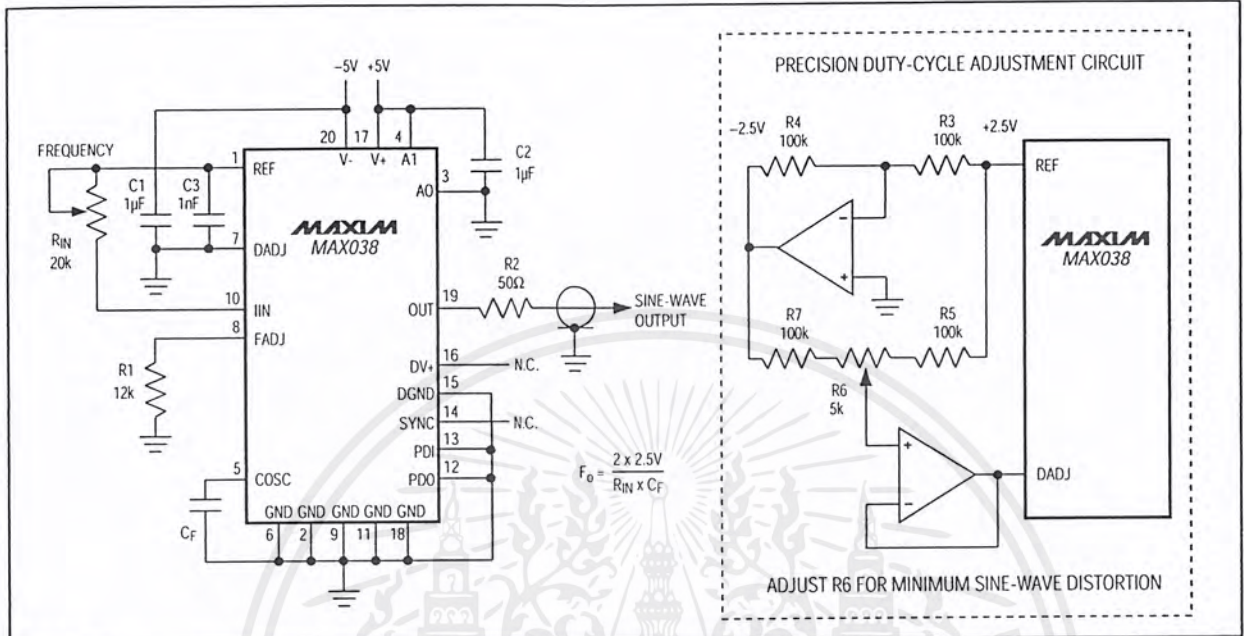 −5V +5V
20 17 4
V- V+ A1
FREQUENCY
1 REF
C1
1µF
C3
1nF
RIN
20k
7 DADJ
MAXIM
MAX038
C2
1µF
3
AO
10 IIN
8 FADJ
R1
12k
OUT 19
R2
50Ω
SINE-WAVE
OUTPUT
DV+ 16 N.C.
DGND 15
SYNC 14 N.C.
PDI 13
PDO 12
5 COSC
CF
GND GND GND GND GND
6 2 9 11 18
Fo = 2 x 2.5V / RIN x CF
PRECISION DUTY-CYCLE ADJUSTMENT CIRCUIT
−2.5V
R4
100k
R3
100k
+2.5V
REF
MAXIM
MAX038
−
+
R7
100k
R5
100k
R6
5k
+
−
DADJ
ADJUST R6 FOR MINIMUM SINE-WAVE DISTORTION